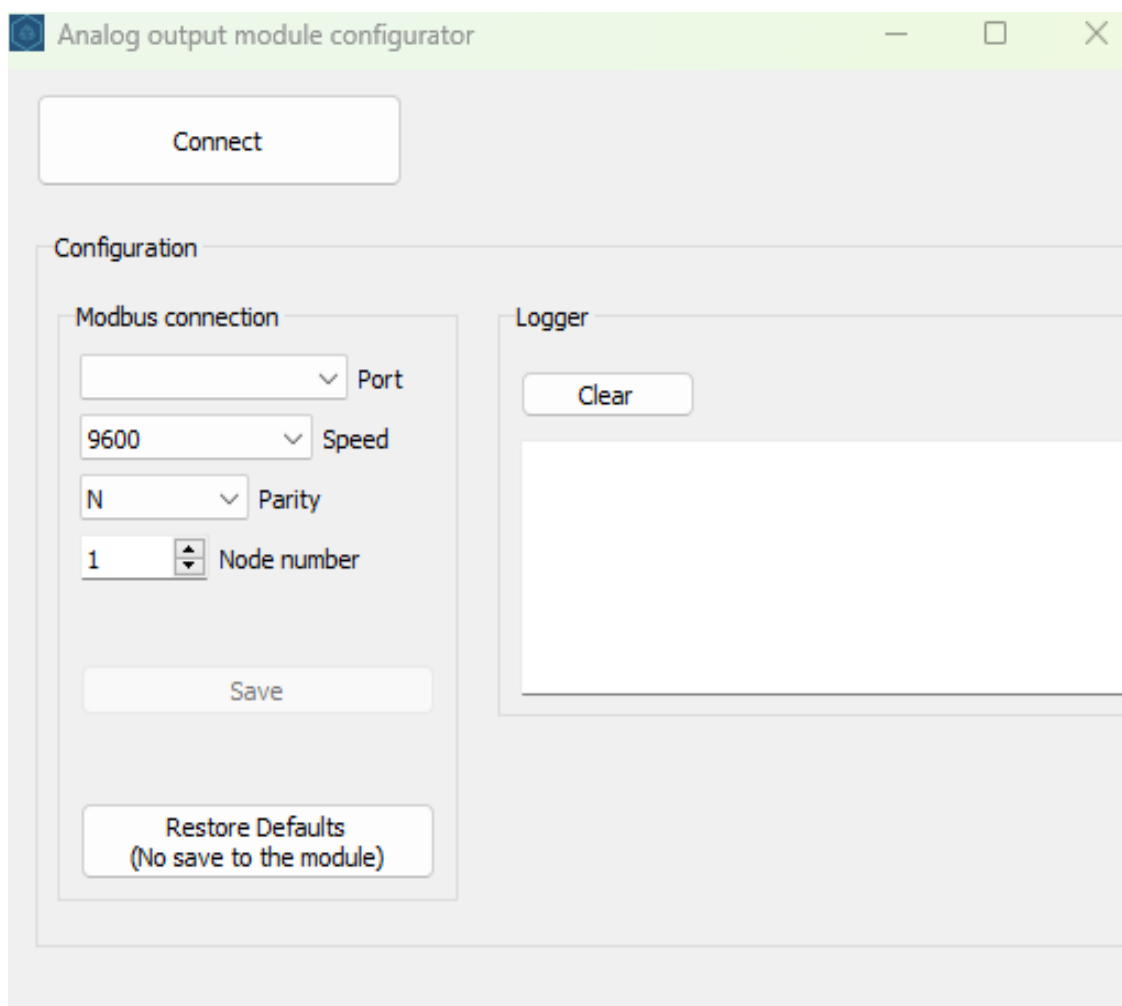 Analog output module configurator
Connect
Configuration
Modbus connection
Port
9600 Speed
N Parity
1 Node number
Save
Restore Defaults
(No save to the module)
Logger
Clear